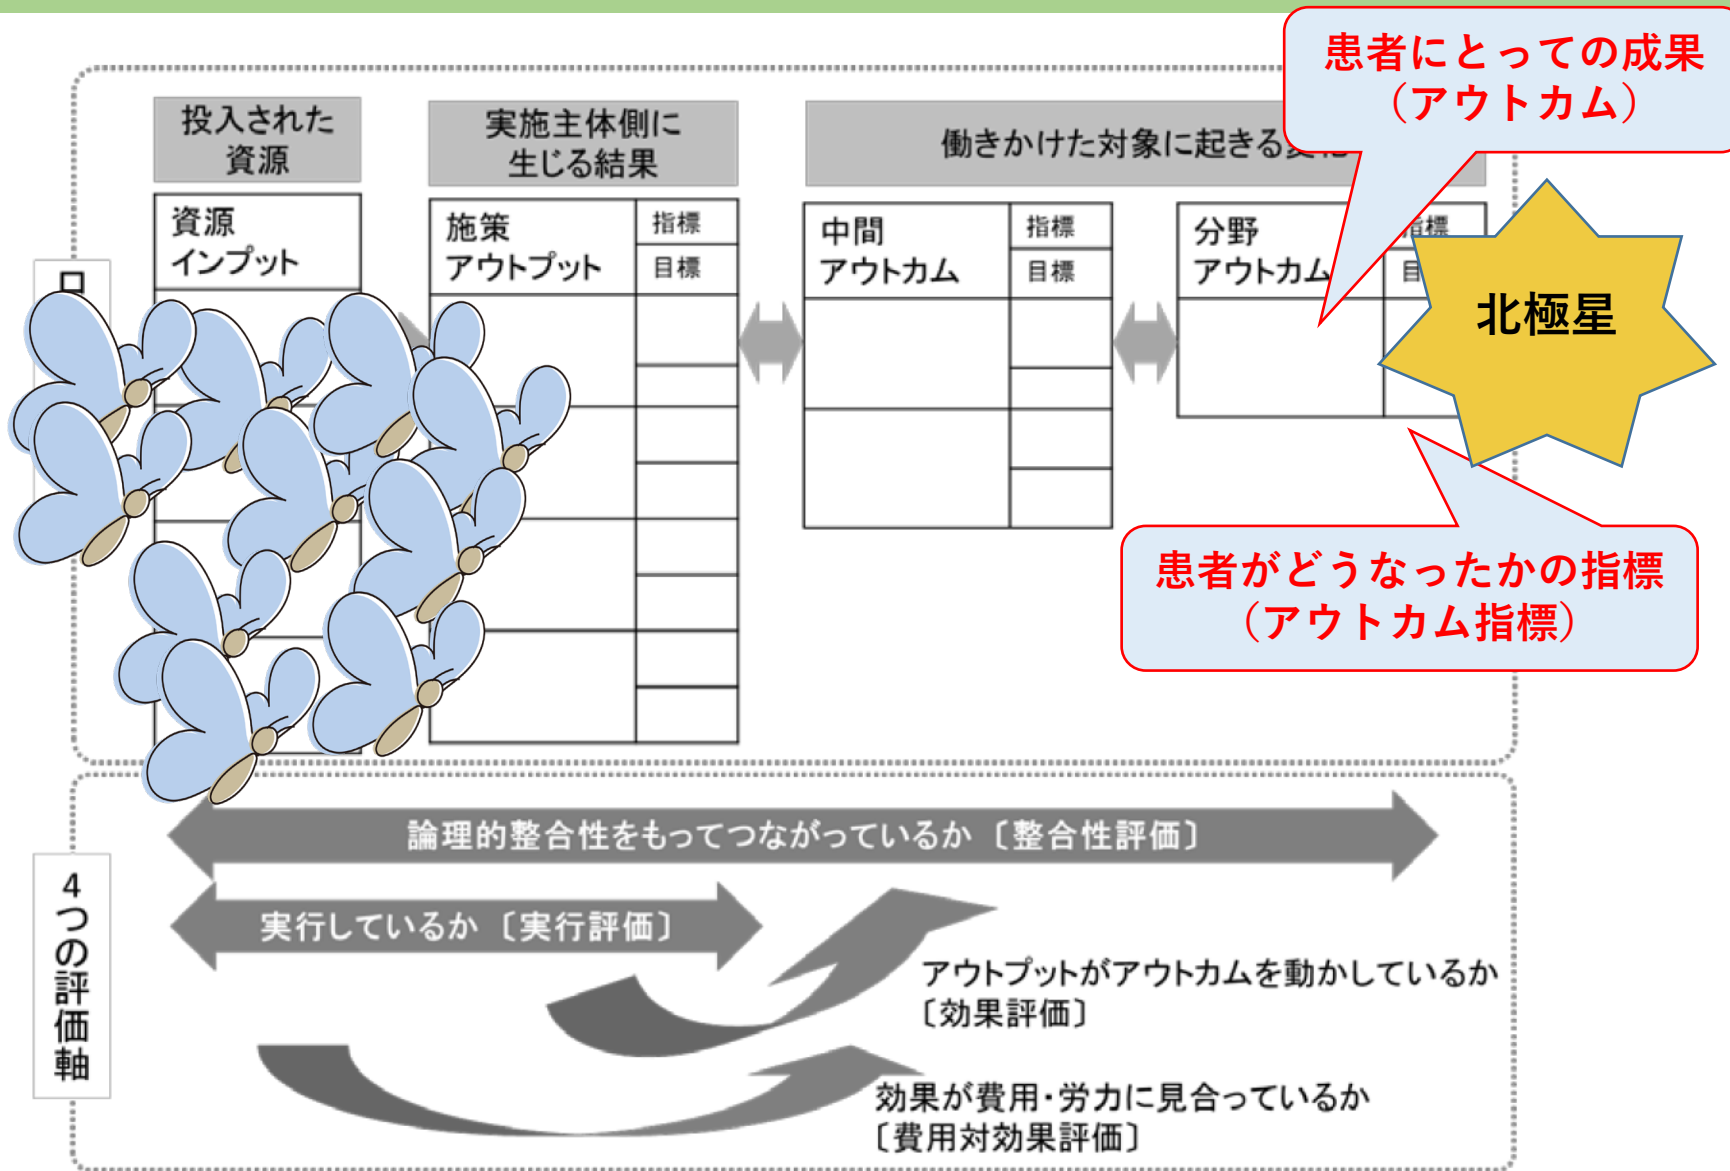 患者にとっての成果
（アウトカム）
投入された
資源
実施主体側に
生じる結果
働きかけた対象に起きる
資源
インプット
施策
アウトプット
指標
目標
中間
アウトカム
指標
目標
分野
アウトカム
指標
目
北極星
ロ
患者がどうなったかの指標
（アウトカム指標）
4つの評価軸
論理的整合性をもってつながっているか〔整合性評価〕
実行しているか〔実行評価〕
アウトプットがアウトカムを動かしているか
〔効果評価〕
効果が費用・労力に見合っているか
〔費用対効果評価〕